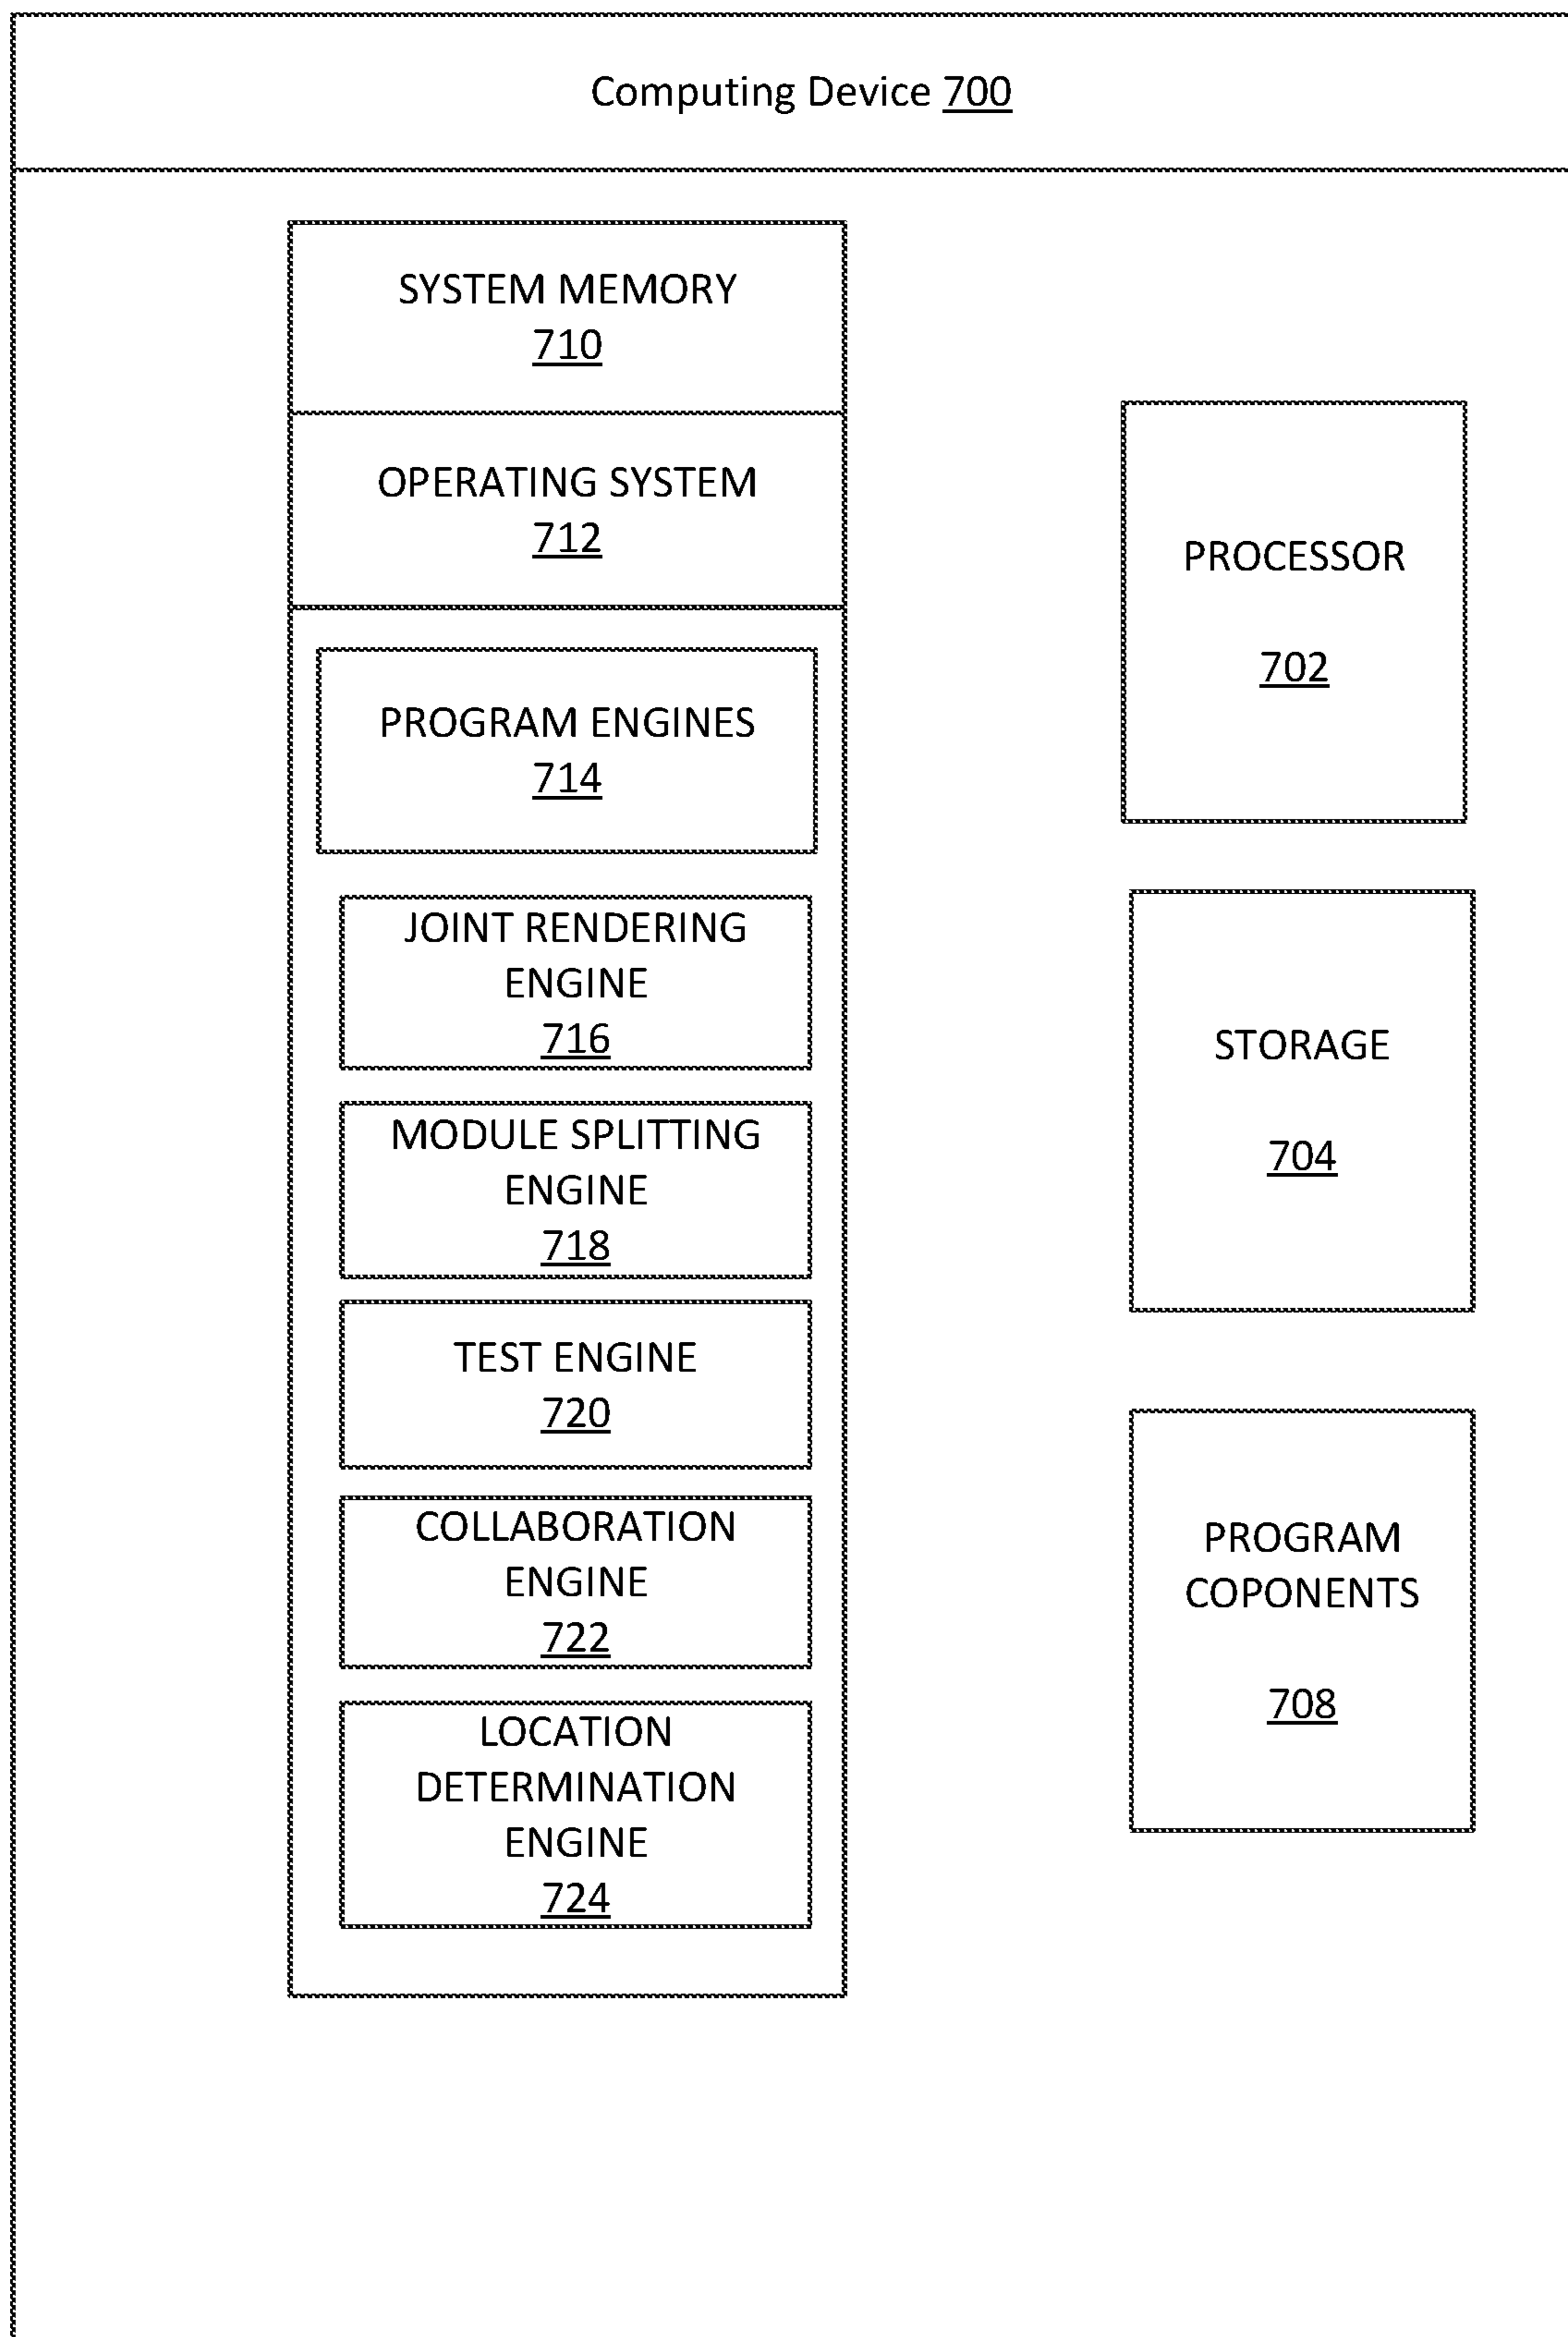 Computing Device 700
SYSTEM MEMORY
710
OPERATING SYSTEM
712
PROGRAM ENGINES
714
JOINT RENDERING
ENGINE
716
MODULE SPLITTING
ENGINE
718
TEST ENGINE
720
COLLABORATION
ENGINE
722
LOCATION
DETERMINATION
ENGINE
724
PROCESSOR
702
STORAGE
704
PROGRAM
COPONENTS
708